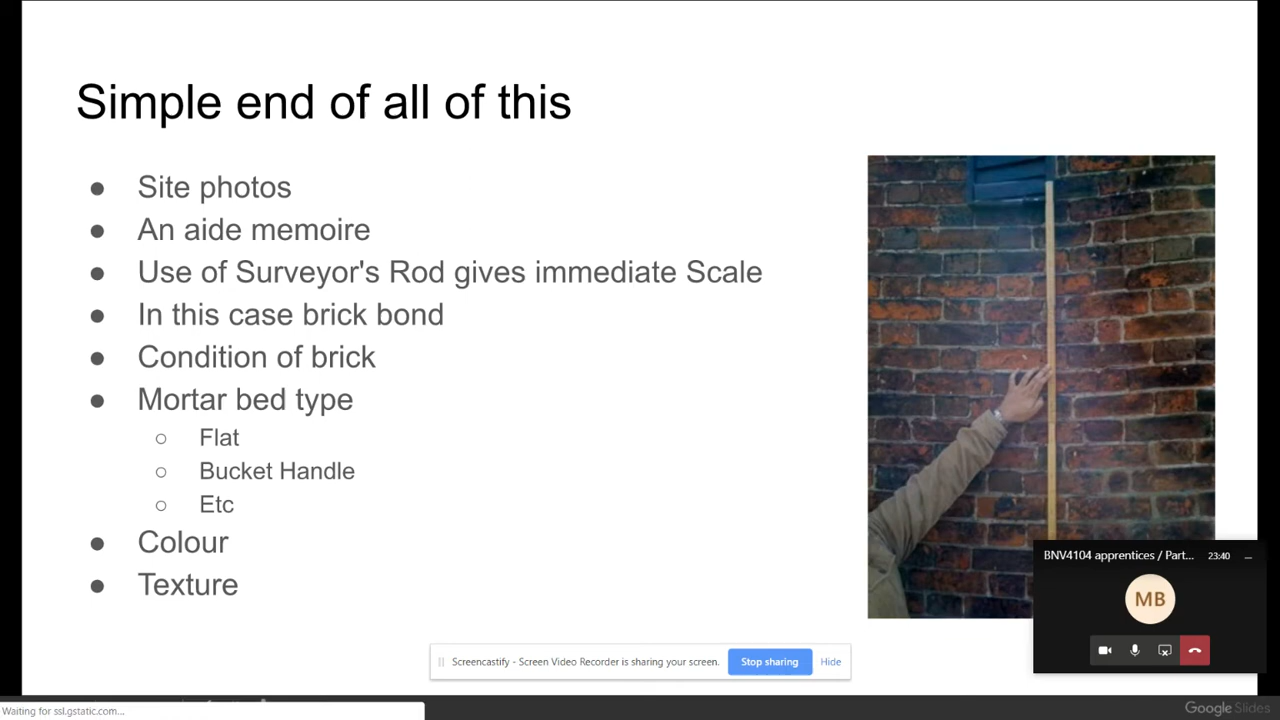 Simple end of all of this
● Site photos
● An aide memoire
● Use of Surveyor's Rod gives immediate Scale
● In this case brick bond
● Condition of brick
● Mortar bed type
○ Flat
○ Bucket Handle
○ Etc
● Colour
● Texture
BNV4104 apprentices / Part... 23:40
MB
Screencastify - Screen Video Recorder is sharing your screen. Stop sharing Hide
Waiting for ssl.gstatic.com...
Google Slides